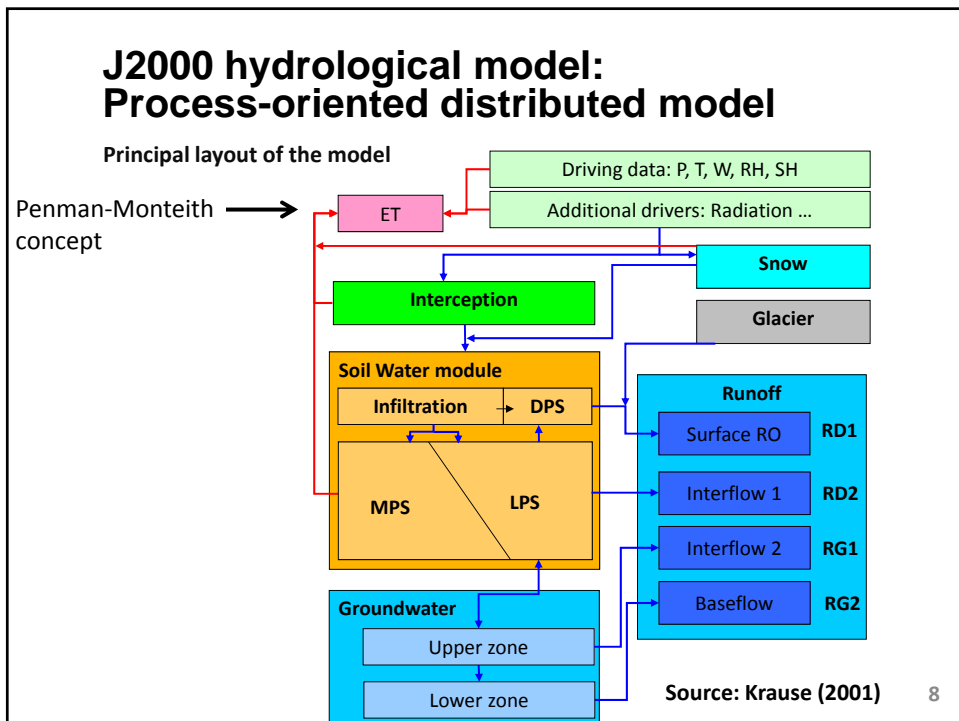 J2000 hydrological model:
Process-oriented distributed model
Principal layout of the model
Driving data: P, T, W, RH, SH
Penman-Monteith
concept
ET
Additional drivers: Radiation ...
Snow
Interception
Glacier
Soil Water module
Infiltration
DPS
MPS
LPS
Runoff
Surface RO
RD1
Interflow 1
RD2
Interflow 2
RG1
Baseflow
RG2
Groundwater
Upper zone
Lower zone
Source: Krause (2001)
8